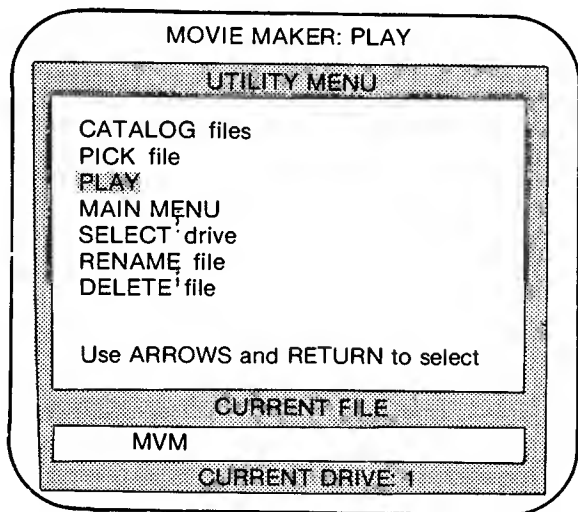 MOVIE MAKER: PLAY
UTILITY MENU
CATALOG files
PICK file
PLAY
MAIN MENU
SELECT drive
RENAME file
DELETE file
Use ARROWS and RETURN to select
CURRENT FILE
MVM
CURRENT DRIVE: 1